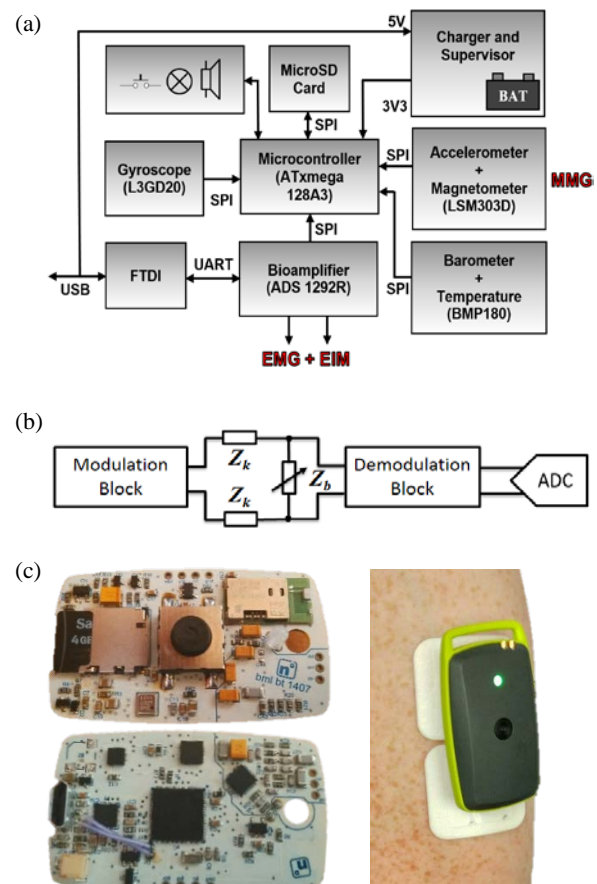 (a)
5V
Charger and
Supervisor
BAT
3V3
MicroSD
Card
SPI
Gyroscope
(L3GD20)
SPI
Microcontroller
(ATxmega
128A3)
SPI
Accelerometer
+
Magnetometer
(LSM303D)
MMG
SPI
USB
FTDI
UART
Bioamplifier
(ADS 1292R)
SPI
Barometer
+
Temperature
(BMP180)
EMG + EIM
(b)
Modulation
Block
Zk
Zk
Zb
Demodulation
Block
ADC
(c)
Sa
4GB
n
bmi bt 1407